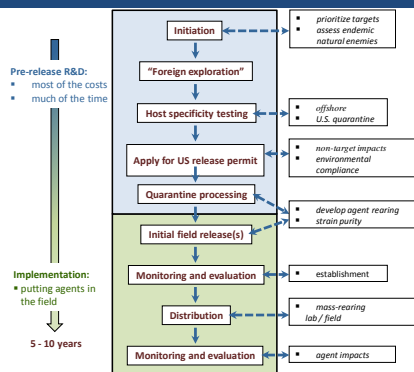 Pre-release R&D:
▪ most of the costs
▪ much of the time
Implementation:
▪ putting agents in
the field
5 - 10 years
Initiation
"Foreign exploration"
Host specificity testing
Apply for US release permit
Quarantine processing
Initial field release(s)
Monitoring and evaluation
Distribution
Monitoring and evaluation
▪ prioritize targets
▪ assess endemic
natural enemies
▪ offshore
▪ U.S. quarantine
▪ non-target impacts
▪ environmental
compliance
▪ develop agent rearing
▪ strain purity
▪ establishment
▪ mass-rearing
lab / field
▪ agent impacts